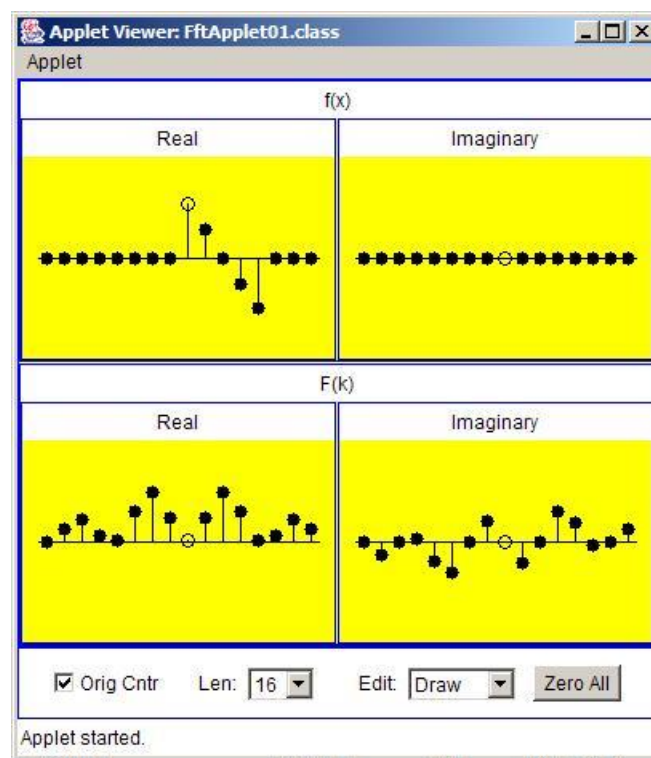 Applet Viewer: FftApplet01.class
Applet
f(x)
Real Imaginary
F(k)
Real Imaginary
Orig Cntr Len: 16 Edit: Draw Zero All
Applet started.